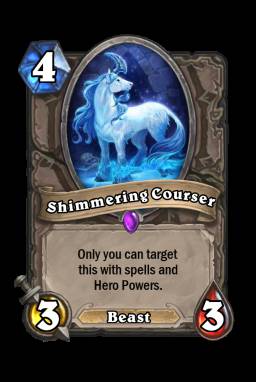 4
Shimmering Courser
Only you can target
this with spells and
Hero Powers.
3
Beast
3